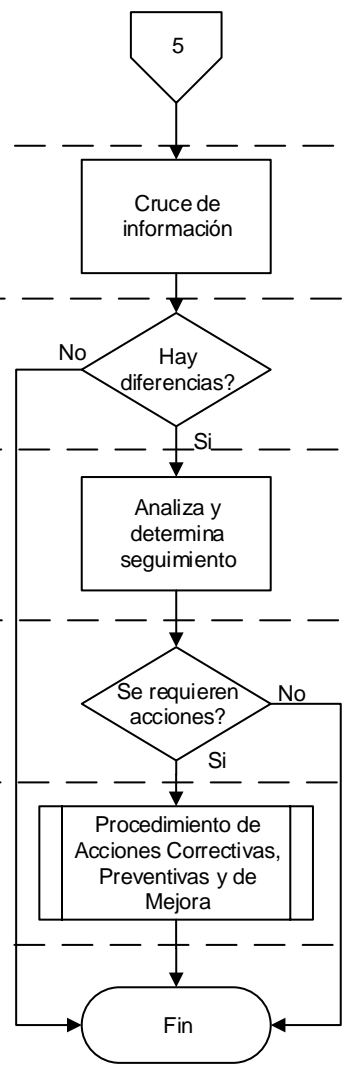 5
Cruce de
información
No
Hay
diferencias?
Si
Analiza y
determina
seguimiento
Se requieren
acciones?
No
Si
Procedimiento de
Acciones Correctivas,
Preventivas y de
Mejora
Fin